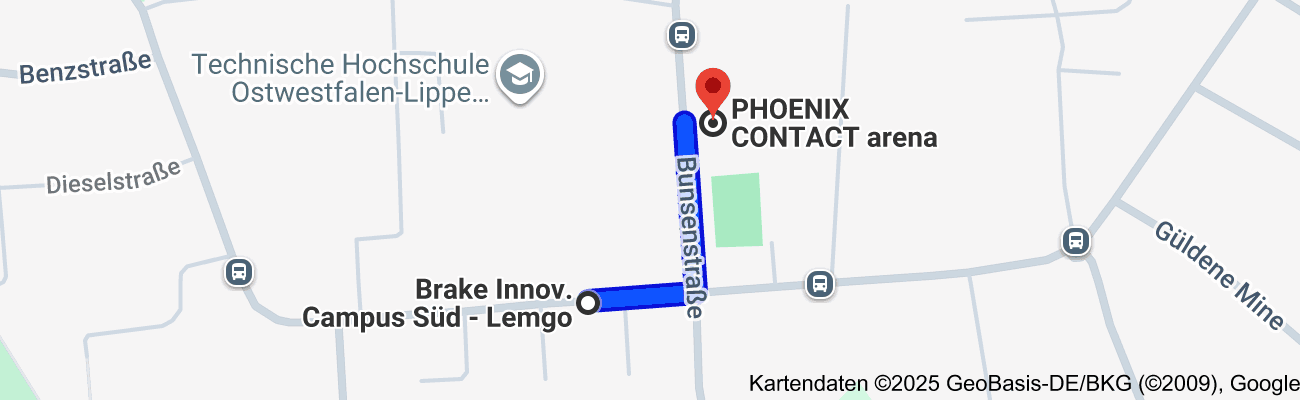 Benzstraße
Technische Hochschule
Ostwestfalen-Lippe...
PHOENIX
CONTACT arena
Dieselstraße
Bunsenstraße
Güldene Mine
Brake Innov.
Campus Süd - Lemgo
Kartendaten ©2025 GeoBasis-DE/BKG (©2009), Google